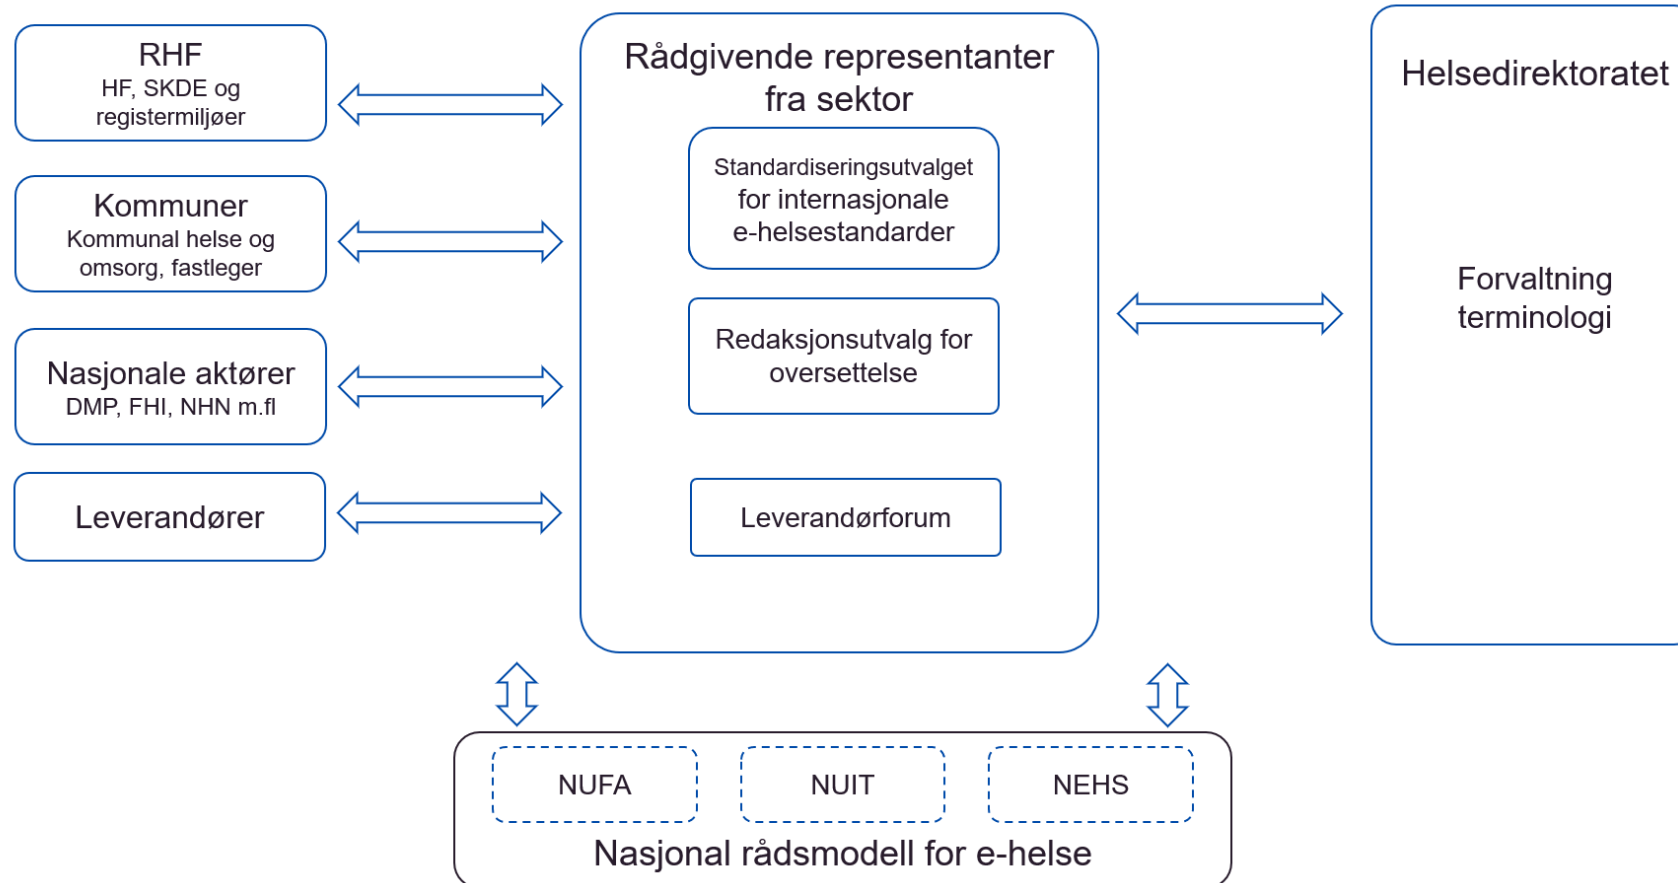 RHF
HF, SKDE og
registermiljøer
Kommuner
Kommunal helse og
omsorg, fastleger
Nasjonale aktører
DMP, FHI, NHN m.fl
Leverandører
Rådgivende representanter
fra sektor
Standardiseringsutvalget
for internasjonale
e-helsestandarder
Redaksjonsutvalg for
oversettelse
Leverandørforum
Helsedirektoratet
Forvaltning
terminologi
NUFA
NUIT
NEHS
Nasjonal rådsmodell for e-helse